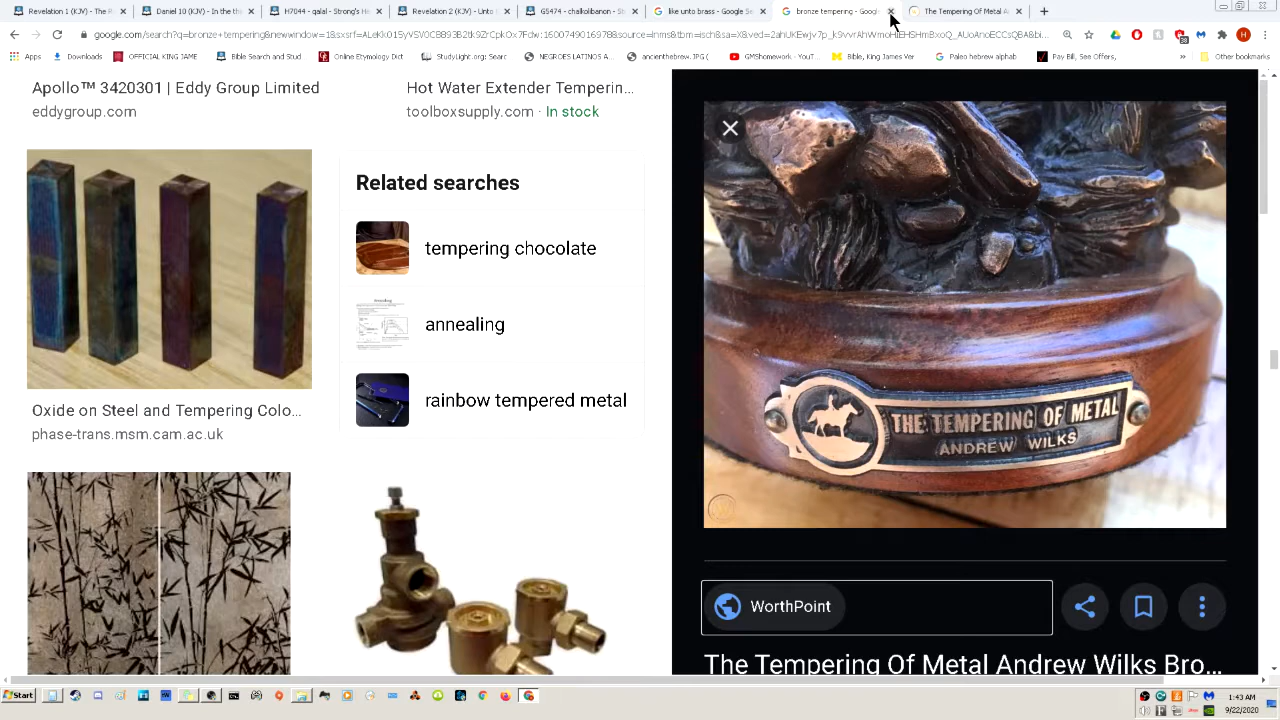 Revelation 1 (KJV) - The R
Daniel 10 (KJV) - In the th
H7044 - qalal - Strong's H
Revelation 2 (KJV) - Unto
G5474 - chalkolibanon - St
like unto brass - Google Se
bronze tempering - Googl
The Tempering Of Metal A
Apps
Downloads
OFFICIAL KING JAME
Bible Search and Stud
Online Etymology Dict
StudyLight.org Searc
NEGROES LATINOS
ancienthebrew.JPG (
GMShomework - YouT
Bible, King James Ver
Paleo hebrew alphab
Pay Bill, See Offers,
»
Other bookmarks
Apollo™ 3420301 | Eddy Group Limited
eddygroup.com
Hot Water Extender Temperin...
toolboxsupply.com · In stock
Related searches
tempering chocolate
annealing
rainbow tempered metal
Oxide on Steel and Tempering Colo...
phase-trans.msm.cam.ac.uk
THE TEMPERING OF METAL
ANDREW WILKS
WorthPoint
The Tempering Of Metal Andrew Wilks Bro...
Start
1:43 AM
9/22/2020